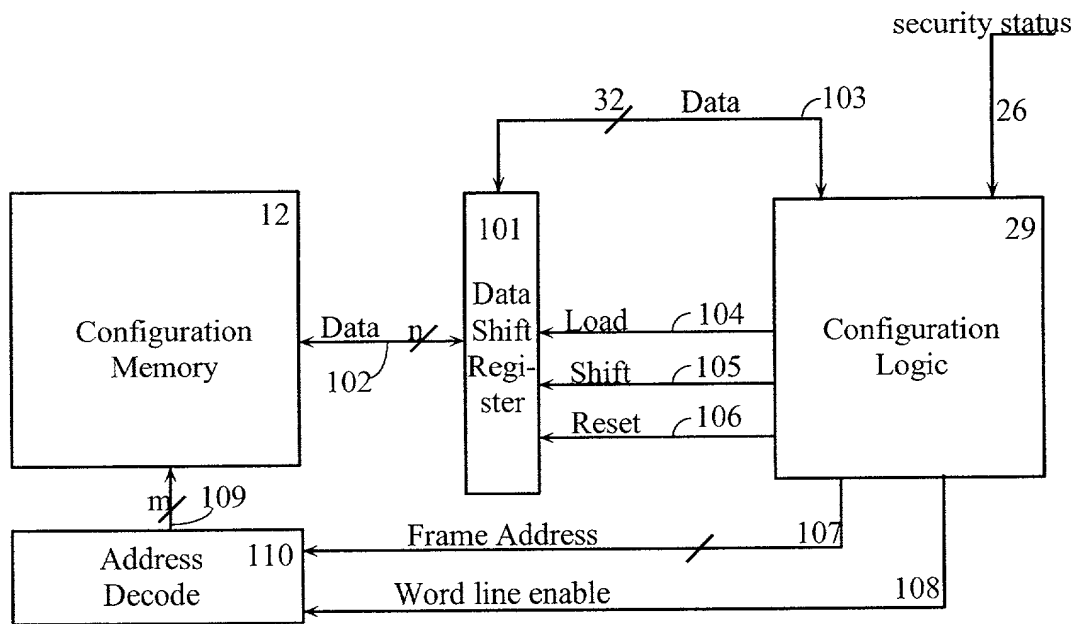 security status
32 Data 103
26
12
101
29
Data
Shift
Regi-
ster
Configuration
Memory
Data n
102
Load 104
Shift 105
Reset 106
Configuration
Logic
m 109
Address
Decode
110
Frame Address 107
Word line enable 108